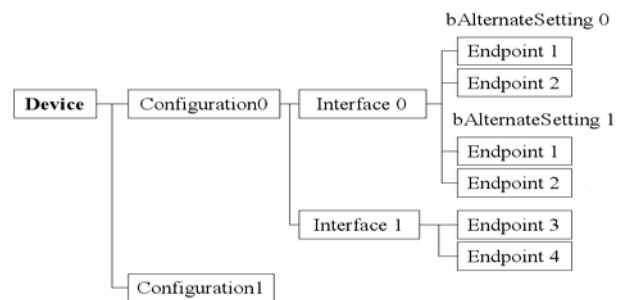 bAlternateSetting 0
Endpoint 1
Endpoint 2
Device
Configuration0
Interface 0
bAlternateSetting 1
Endpoint 1
Endpoint 2
Interface 1
Endpoint 3
Endpoint 4
Configuration1